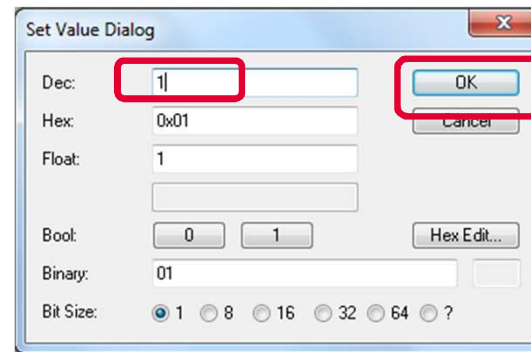 Set Value Dialog
Dec: 1 OK
Hex: 0x01 Cancel
Float: 1
Bool: 0 1 Hex Edit...
Binary: 01
Bit Size: 1 8 16 32 64 ?